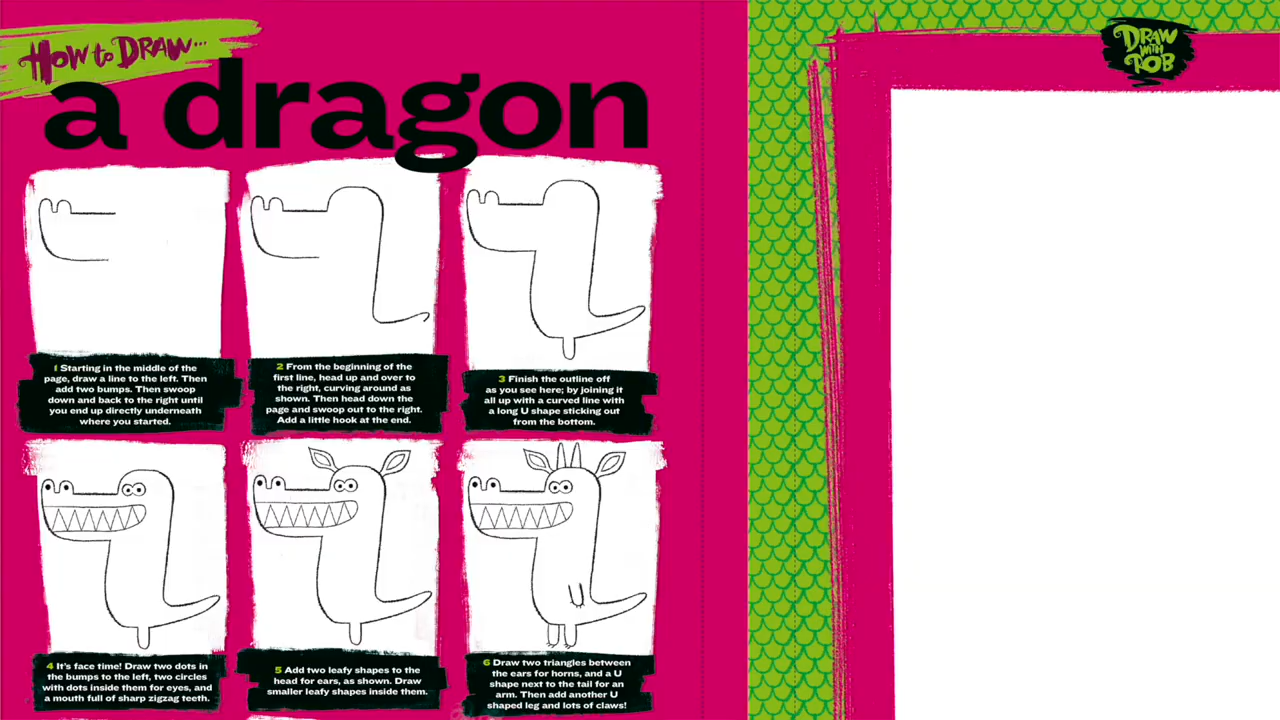 HOW to DRAW...
a dragon
DRAW
WITH
ROB
1 Starting in the middle of the
page, draw a line to the left. Then
add two bumps. Then swoop
down and back to the right until
you end up directly underneath
where you started.
2 From the beginning of the
first line, head up and over to
the right, curving around as
shown. Then head down the
page and swoop out to the right.
Add a little hook at the end.
3 Finish the outline off
as you see here; by joining it
all up with a curved line with
a long U shape sticking out
from the bottom.
4 It's face time! Draw two dots in
the bumps to the left, two circles
with dots inside them for eyes, and
a mouth full of sharp zigzag teeth.
5 Add two leafy shapes to the
head for ears, as shown. Draw
smaller leafy shapes inside them.
6 Draw two triangles between
the ears for horns, and a U
shape next to the tail for an
arm. Then add another U
shaped leg and lots of claws!